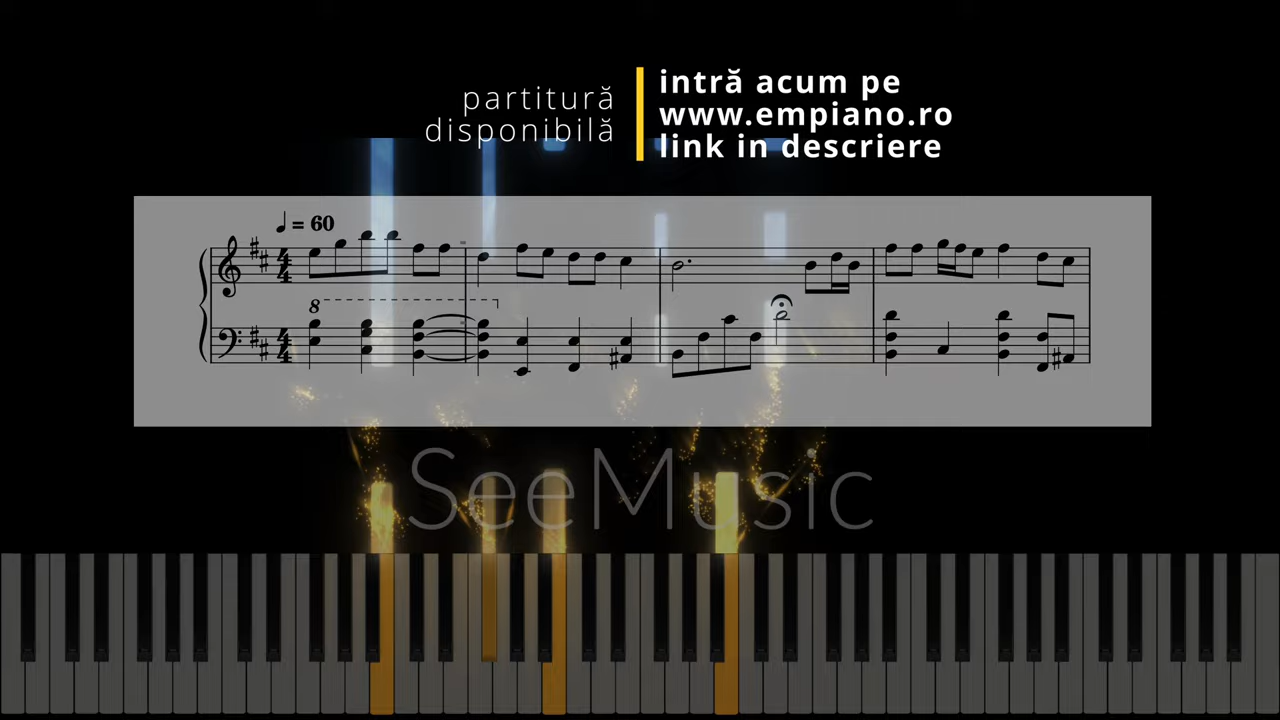 partitură
disponibilă
intră acum pe
www.empiano.ro
link in descriere
♩ = 60
8
SeeMusic